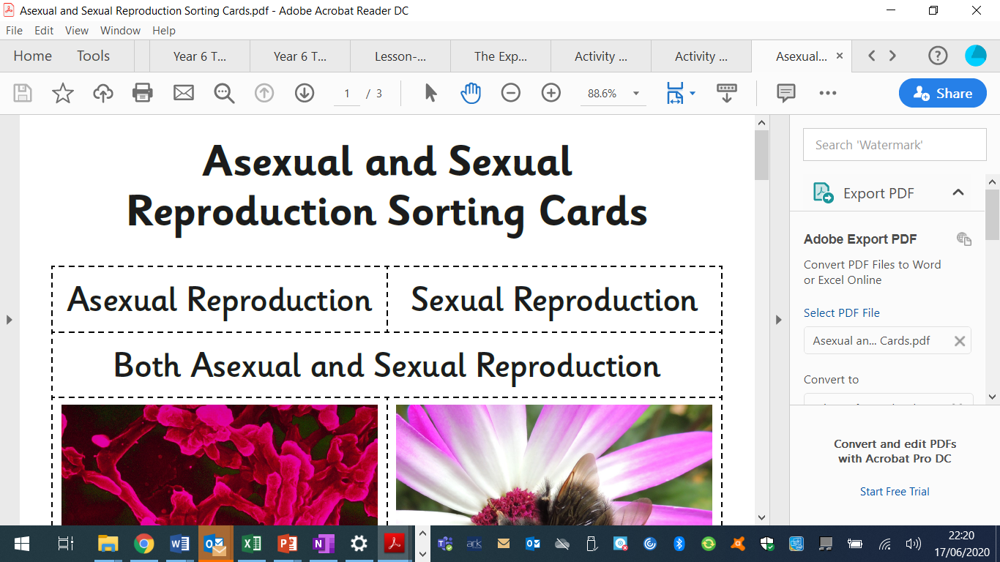 Asexual and Sexual Reproduction Sorting Cards.pdf - Adobe Acrobat Reader DC
File Edit View Window Help
Home Tools Year 6 T... Year 6 T... Lesson-... The Exp... Activity ... Activity ... Asexual...
1 / 3 88.6% Share
Asexual and Sexual
Reproduction Sorting Cards
Asexual Reproduction Sexual Reproduction
Both Asexual and Sexual Reproduction
Search 'Watermark'
Export PDF
Adobe Export PDF
Convert PDF Files to Word
or Excel Online
Select PDF File
Asexual an... Cards.pdf
Convert to
Convert and edit PDFs
with Acrobat Pro DC
Start Free Trial
ark
22:20
17/06/2020